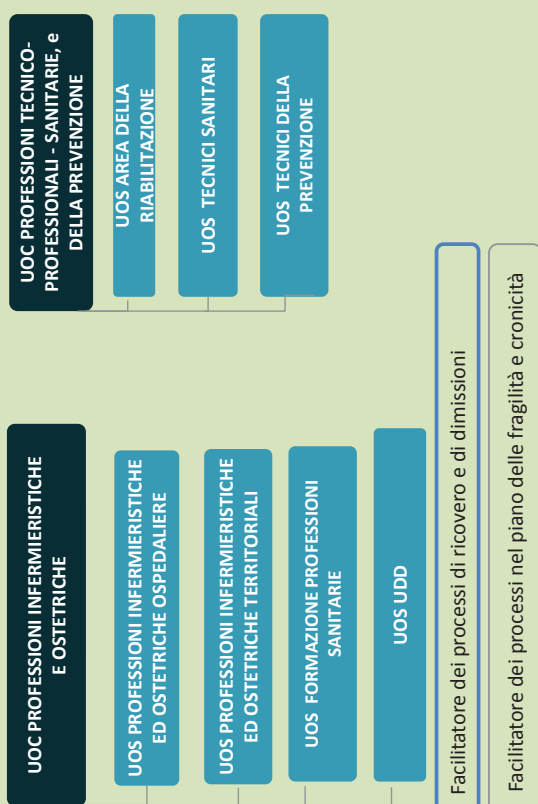 UOC PROFESSIONI INFERMIERISTICHE
E OSTETRICHE
UOS PROFESSIONI INFERMIERISTICHE
ED OSTETRICHE OSPEDALIERE
UOS PROFESSIONI INFERMIERISTICHE
ED OSTETRICHE TERRITORIALI
UOS FORMAZIONE PROFESSIONI
SANITARIE
UOS UDD
Facilitatore dei processi di ricovero e di dimissioni
Facilitatore dei processi nel piano delle fragilità e cronicità
UOC PROFESSIONI TECNICO-
PROFESSIONALI - SANITARIE, e
DELLA PREVENZIONE
UOS AREA DELLA
RIABILITAZIONE
UOS TECNICI SANITARI
UOS TECNICI DELLA
PREVENZIONE